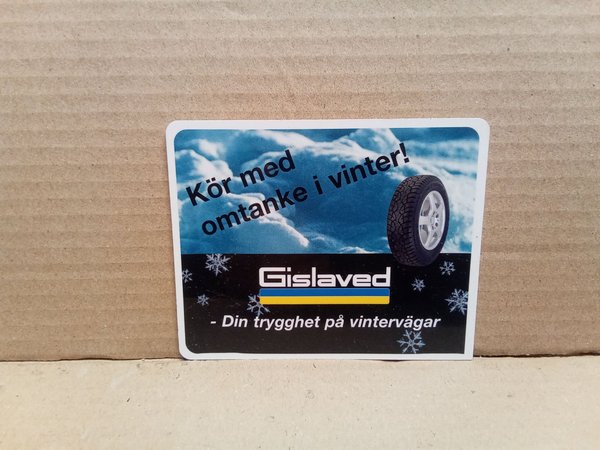 Kör med
omtanke i vinter!
Gislaved
- Din trygghet på vintervägar